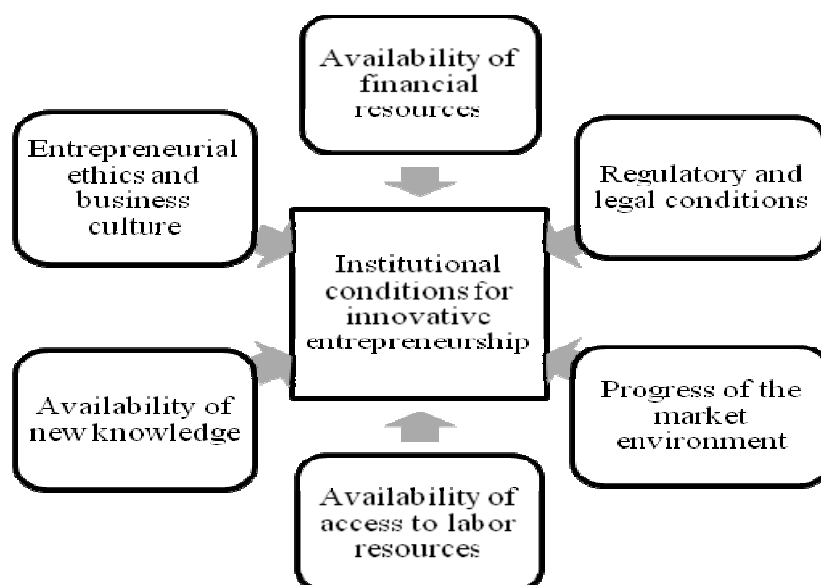 Availability of
financial
resources
Entrepreneurial
ethics and
business
culture
Regulatory and
legal conditions
Institutional
conditions for
innovative
entrepreneurship
Availability of
new knowledge
Progress of the
market
environment
Availability of
access to labor
resources